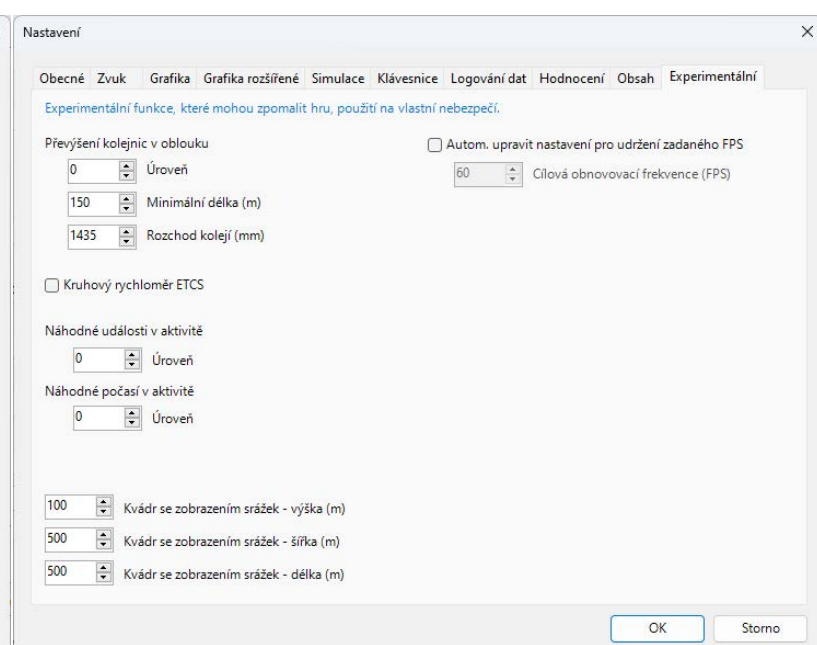 Nastavení
Obecné Zvuk Grafika Grafika rozšířené Simulace Klávesnice Logování dat Hodnocení Obsah Experimentální
Experimentální funkce, které mohou zpomalit hru, použití na vlastní nebezpečí.
Převýšení kolejnic v oblouku
0 Úroveň
150 Minimální délka (m)
1435 Rozchod kolejí (mm)
Kruhový rychloměr ETCS
Náhodné události v aktivitě
0 Úroveň
Náhodné počasí v aktivitě
0 Úroveň
100 Kvádr se zobrazením srážek - výška (m)
500 Kvádr se zobrazením srážek - šířka (m)
500 Kvádr se zobrazením srážek - délka (m)
Autom. upravit nastavení pro udržení zadaného FPS
60 Cílová obnovovací frekvence (FPS)
OK Storno